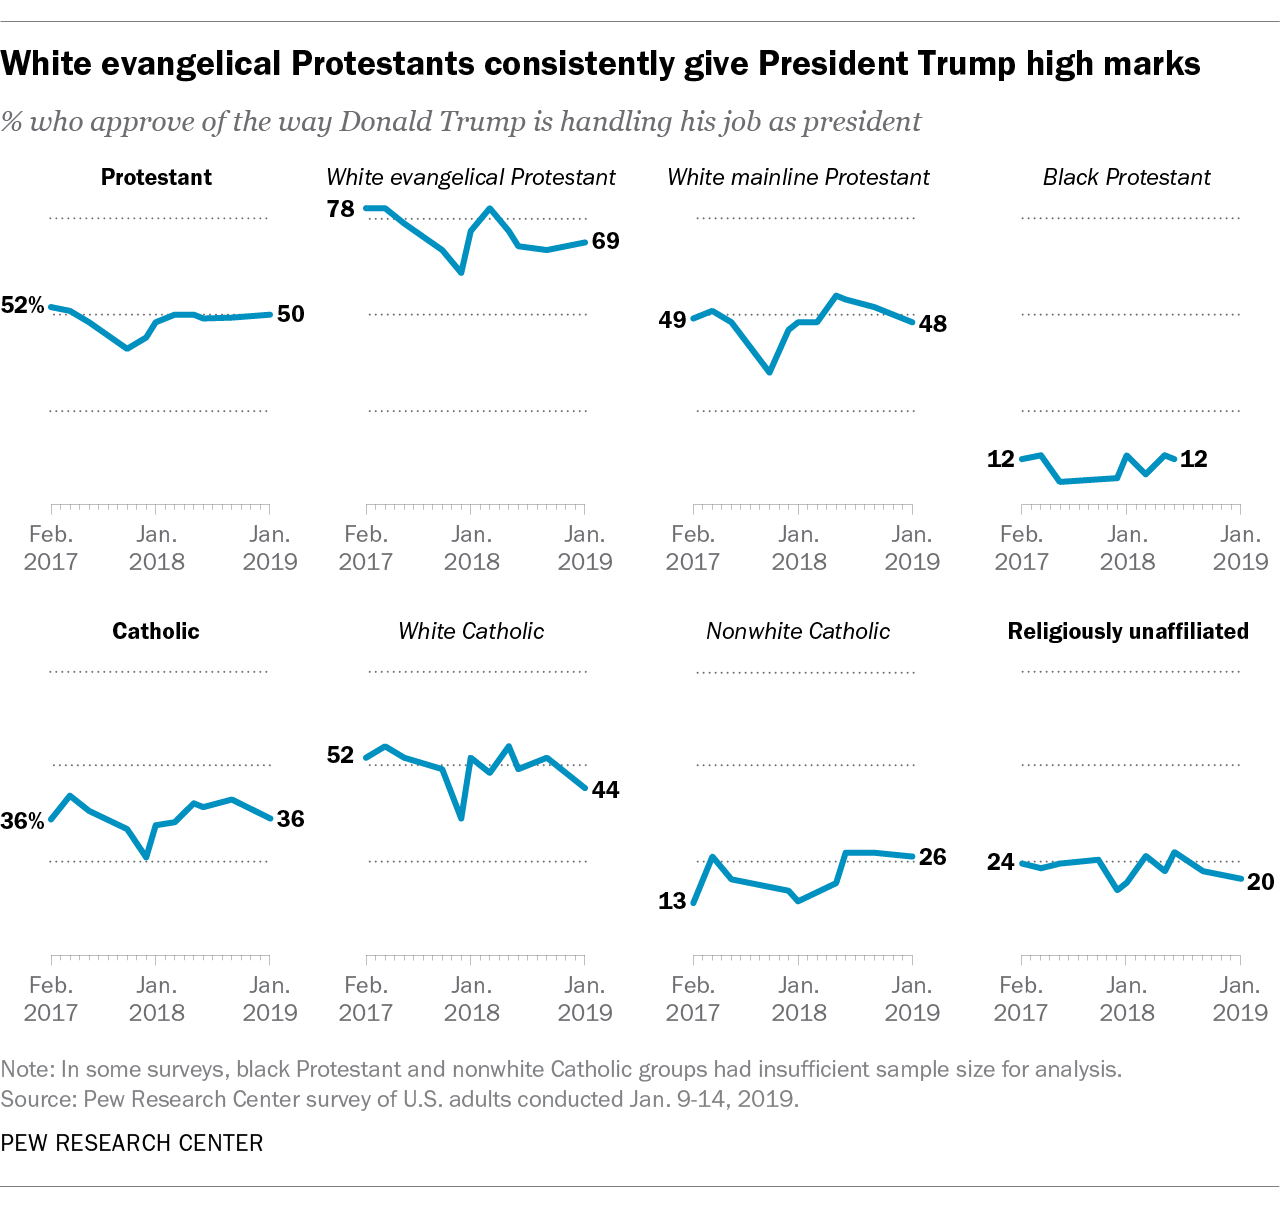 White evangelical Protestants consistently give President Trump high marks
% who approve of the way Donald Trump is handling his job as president
Protestant
52%
50
Feb. 2017
Jan. 2018
Jan. 2019
White evangelical Protestant
78
69
Feb. 2017
Jan. 2018
Jan. 2019
White mainline Protestant
49
48
Feb. 2017
Jan. 2018
Jan. 2019
Black Protestant
12
12
Feb. 2017
Jan. 2018
Jan. 2019
Catholic
36%
36
Feb. 2017
Jan. 2018
Jan. 2019
White Catholic
52
44
Feb. 2017
Jan. 2018
Jan. 2019
Nonwhite Catholic
13
26
Feb. 2017
Jan. 2018
Jan. 2019
Religiously unaffiliated
24
20
Feb. 2017
Jan. 2018
Jan. 2019
Note: In some surveys, black Protestant and nonwhite Catholic groups had insufficient sample size for analysis.
Source: Pew Research Center survey of U.S. adults conducted Jan. 9-14, 2019.
PEW RESEARCH CENTER